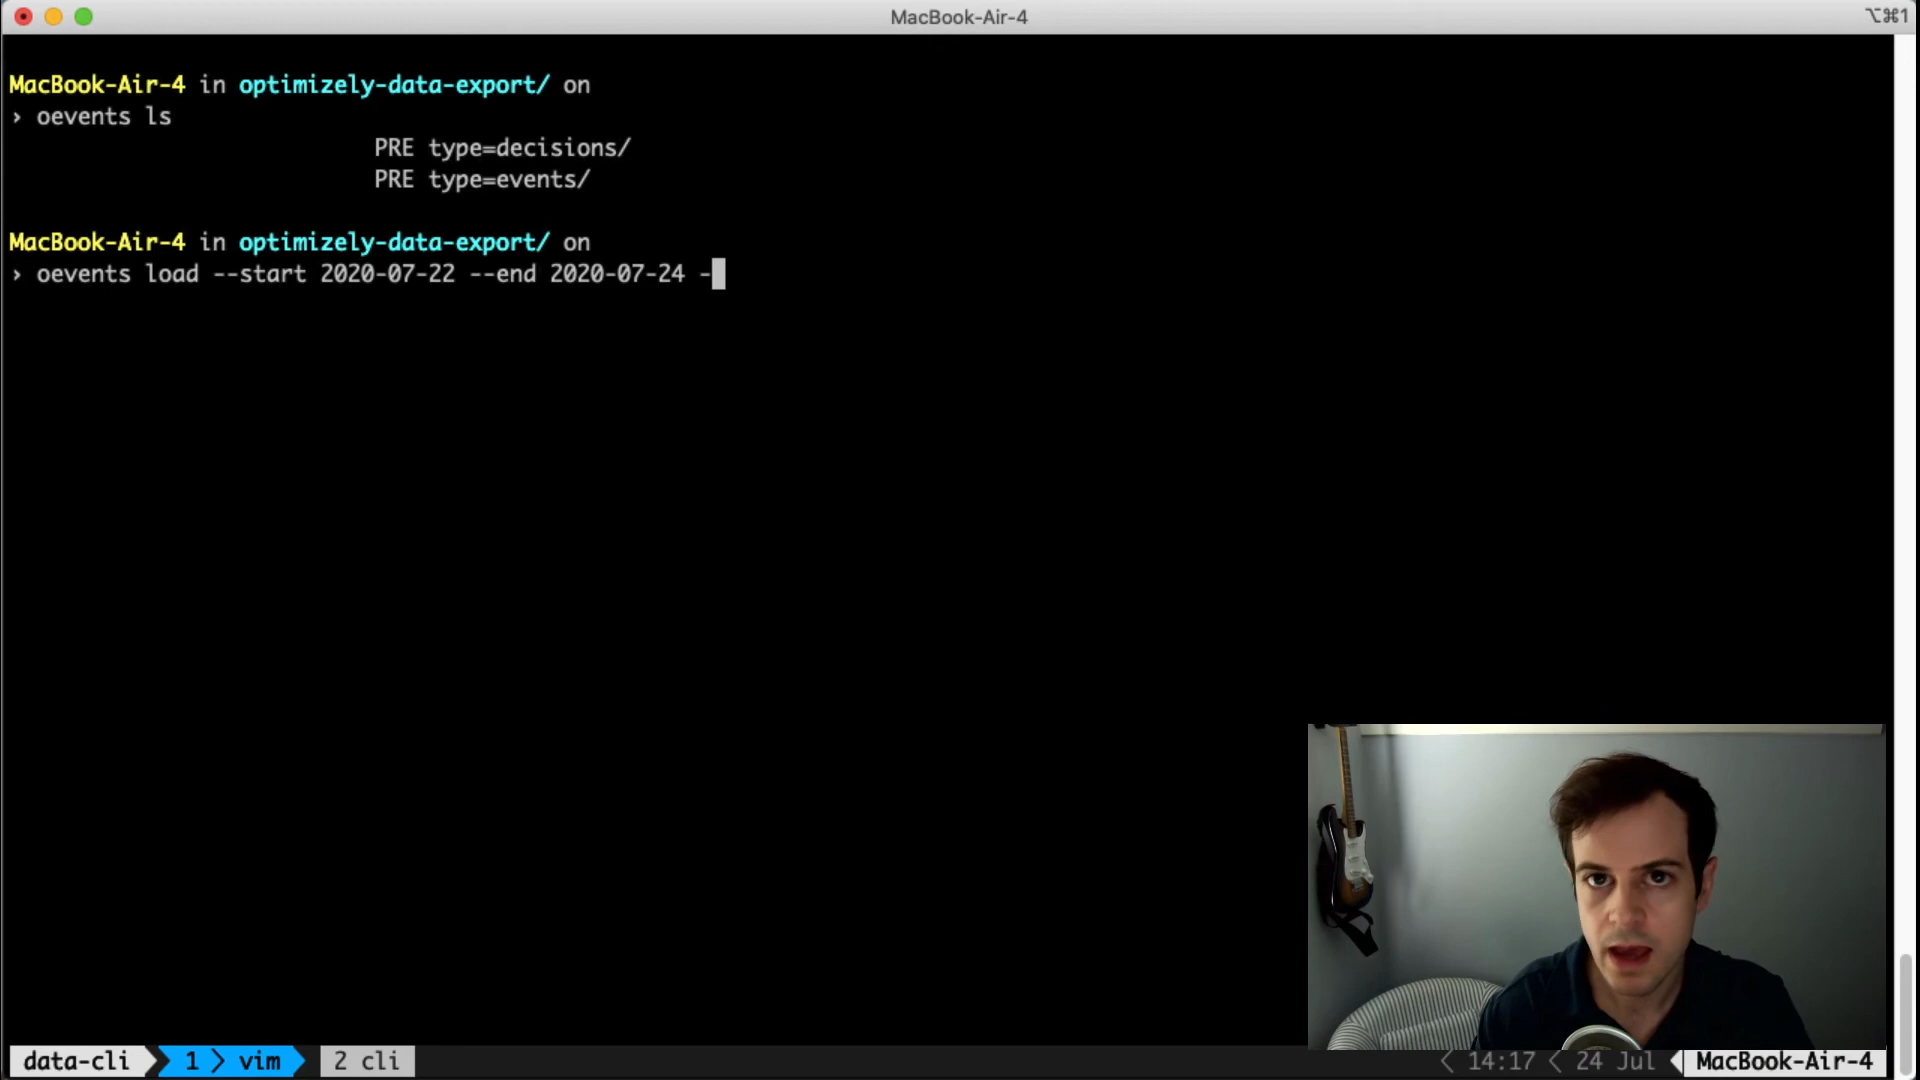 MacBook-Air-4
⌥⌘1
MacBook-Air-4 in optimizely-data-export/ on
› oevents ls
PRE type=decisions/
PRE type=events/
MacBook-Air-4 in optimizely-data-export/ on
› oevents load --start 2020-07-22 --end 2020-07-24 -
data-cli 1 > vim 2 cli < 14:17 < 24 Jul MacBook-Air-4